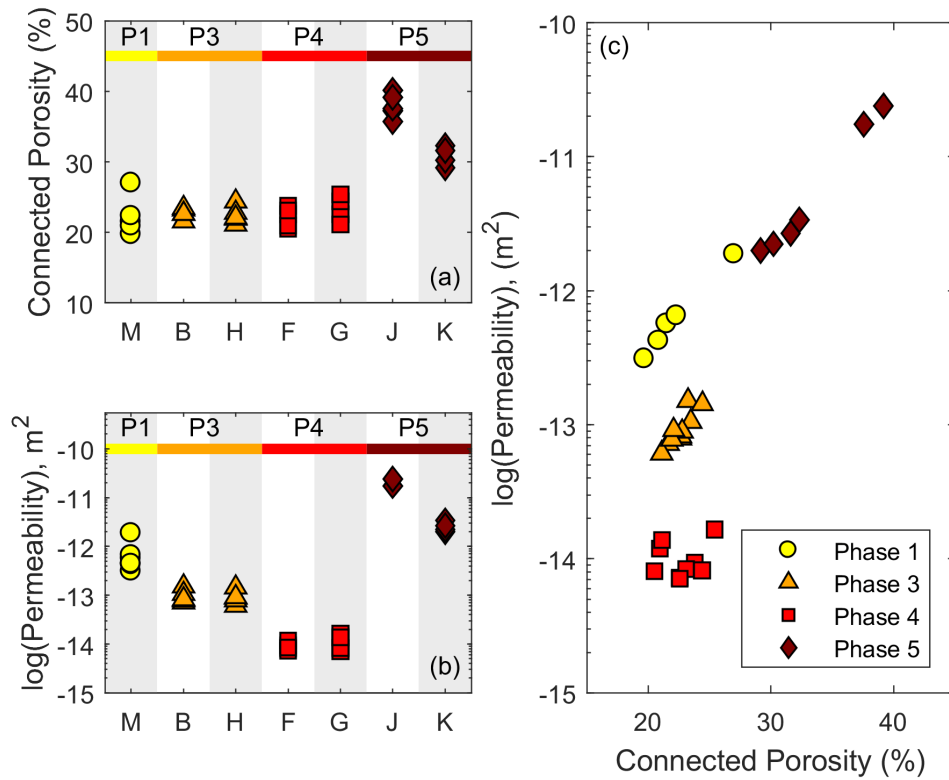 Connected Porosity (%)
50
40
30
20
10
P1 P3 P4 P5
(a)
M B H F G J K
log(Permeability), m²
-10
-11
-12
-13
-14
-15
P1 P3 P4 P5
(b)
M B H F G J K
(c)
log(Permeability), (m²)
-10
-11
-12
-13
-14
-15
Phase 1
Phase 3
Phase 4
Phase 5
20 30 40
Connected Porosity (%)